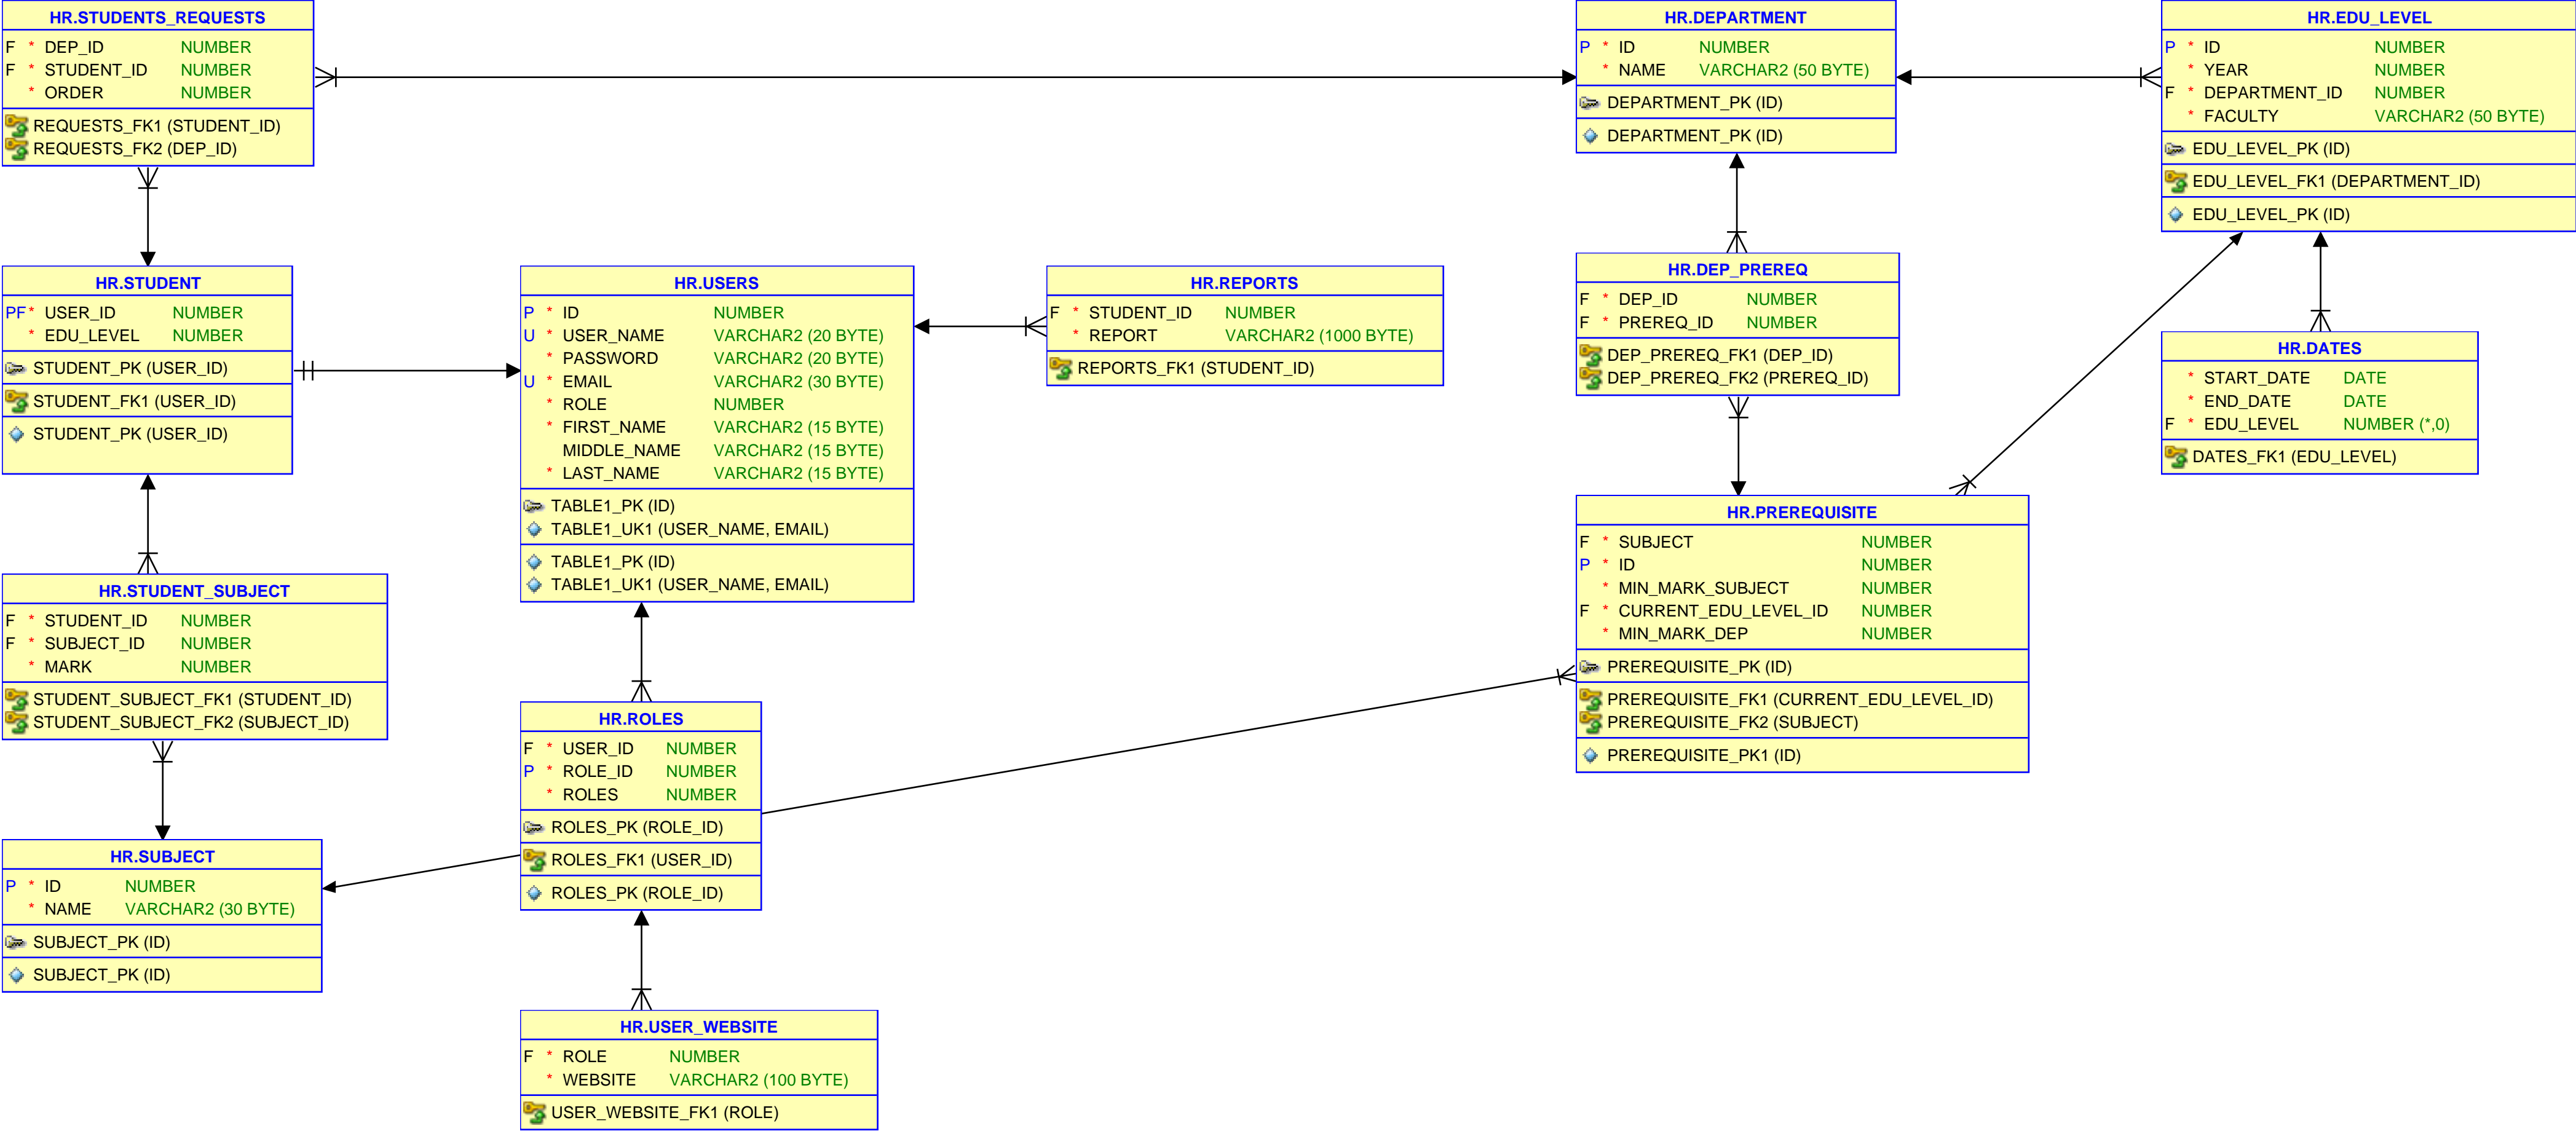 HR.STUDENTS_REQUESTS
F * DEP_ID NUMBER
F * STUDENT_ID NUMBER
* ORDER NUMBER
REQUESTS_FK1 (STUDENT_ID)
REQUESTS_FK2 (DEP_ID)
HR.DEPARTMENT
P * ID NUMBER
* NAME VARCHAR2 (50 BYTE)
DEPARTMENT_PK (ID)
DEPARTMENT_PK (ID)
HR.EDU_LEVEL
P * ID NUMBER
* YEAR NUMBER
F * DEPARTMENT_ID NUMBER
* FACULTY VARCHAR2 (50 BYTE)
EDU_LEVEL_PK (ID)
EDU_LEVEL_FK1 (DEPARTMENT_ID)
EDU_LEVEL_PK (ID)
HR.STUDENT
PF * USER_ID NUMBER
* EDU_LEVEL NUMBER
STUDENT_PK (USER_ID)
STUDENT_FK1 (USER_ID)
STUDENT_PK (USER_ID)
HR.USERS
P * ID NUMBER
U * USER_NAME VARCHAR2 (20 BYTE)
* PASSWORD VARCHAR2 (20 BYTE)
U * EMAIL VARCHAR2 (30 BYTE)
* ROLE NUMBER
* FIRST_NAME VARCHAR2 (15 BYTE)
MIDDLE_NAME VARCHAR2 (15 BYTE)
* LAST_NAME VARCHAR2 (15 BYTE)
TABLE1_PK (ID)
TABLE1_UK1 (USER_NAME, EMAIL)
TABLE1_PK (ID)
TABLE1_UK1 (USER_NAME, EMAIL)
HR.REPORTS
F * STUDENT_ID NUMBER
* REPORT VARCHAR2 (1000 BYTE)
REPORTS_FK1 (STUDENT_ID)
HR.DEP_PREREQ
F * DEP_ID NUMBER
F * PREREQ_ID NUMBER
DEP_PREREQ_FK1 (DEP_ID)
DEP_PREREQ_FK2 (PREREQ_ID)
HR.DATES
* START_DATE DATE
* END_DATE DATE
F * EDU_LEVEL NUMBER (*,0)
DATES_FK1 (EDU_LEVEL)
HR.PREREQUISITE
F * SUBJECT NUMBER
P * ID NUMBER
* MIN_MARK_SUBJECT NUMBER
F * CURRENT_EDU_LEVEL_ID NUMBER
* MIN_MARK_DEP NUMBER
PREREQUISITE_PK (ID)
PREREQUISITE_FK1 (CURRENT_EDU_LEVEL_ID)
PREREQUISITE_FK2 (SUBJECT)
PREREQUISITE_PK1 (ID)
HR.STUDENT_SUBJECT
F * STUDENT_ID NUMBER
F * SUBJECT_ID NUMBER
* MARK NUMBER
STUDENT_SUBJECT_FK1 (STUDENT_ID)
STUDENT_SUBJECT_FK2 (SUBJECT_ID)
HR.ROLES
F * USER_ID NUMBER
P * ROLE_ID NUMBER
* ROLES NUMBER
ROLES_PK (ROLE_ID)
ROLES_FK1 (USER_ID)
ROLES_PK (ROLE_ID)
HR.SUBJECT
P * ID NUMBER
* NAME VARCHAR2 (30 BYTE)
SUBJECT_PK (ID)
SUBJECT_PK (ID)
HR.USER_WEBSITE
F * ROLE NUMBER
* WEBSITE VARCHAR2 (100 BYTE)
USER_WEBSITE_FK1 (ROLE)